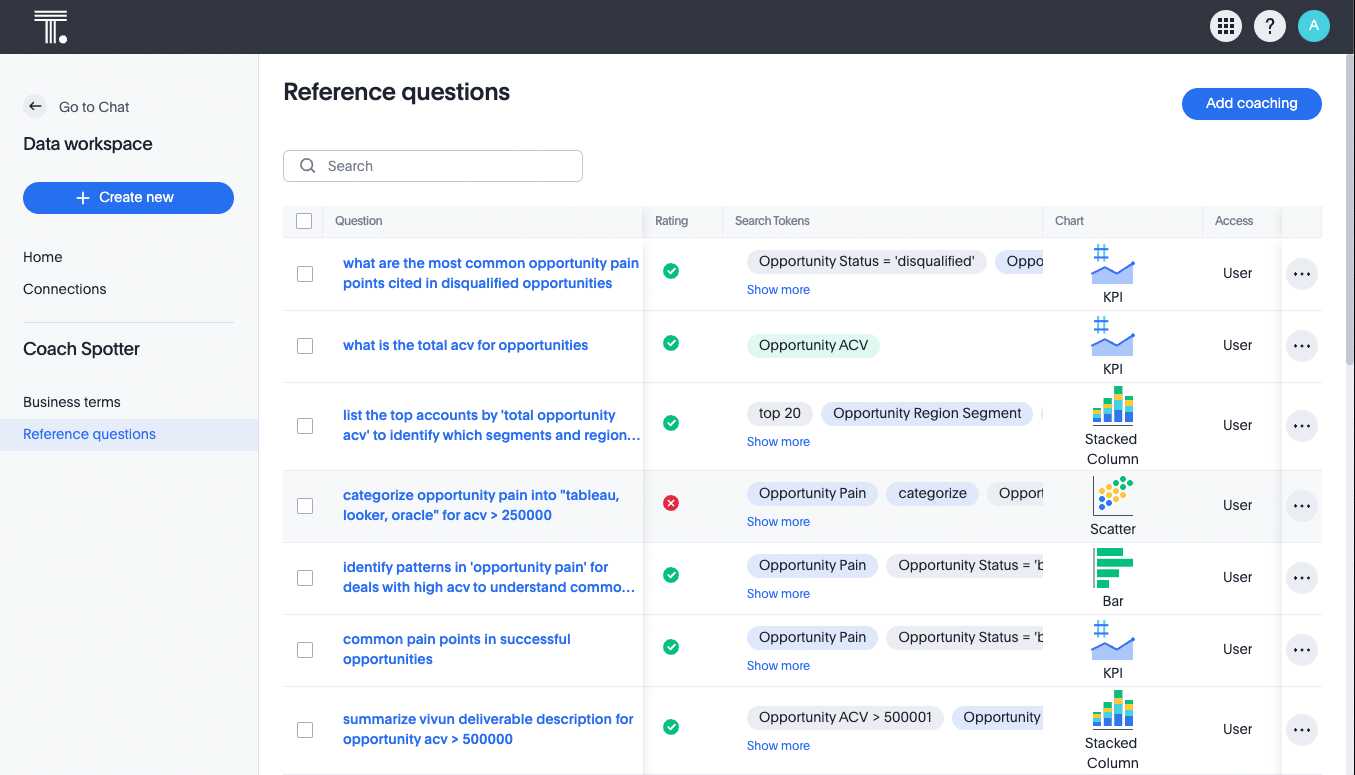 T.
?
A
Go to Chat
Data workspace
Create new
Home
Connections
Coach Spotter
Business terms
Reference questions
Reference questions
Add coaching
Search
Question
Rating
Search Tokens
Chart
Access
what are the most common opportunity pain
points cited in disqualified opportunities
Opportunity Status = 'disqualified'
Oppo
Show more
KPI
User
what is the total acv for opportunities
Opportunity ACV
KPI
User
list the top accounts by 'total opportunity
acv' to identify which segments and region...
top 20
Opportunity Region Segment
Show more
Stacked
Column
User
categorize opportunity pain into "tableau,
looker, oracle" for acv > 250000
Opportunity Pain
categorize
Opport
Show more
Scatter
User
identify patterns in 'opportunity pain' for
deals with high acv to understand commo...
Opportunity Pain
Opportunity Status = 'b
Show more
Bar
User
common pain points in successful
opportunities
Opportunity Pain
Opportunity Status = 'b
Show more
KPI
User
summarize vivun deliverable description for
opportunity acv > 500000
Opportunity ACV > 500001
Opportunity
Show more
Stacked
Column
User